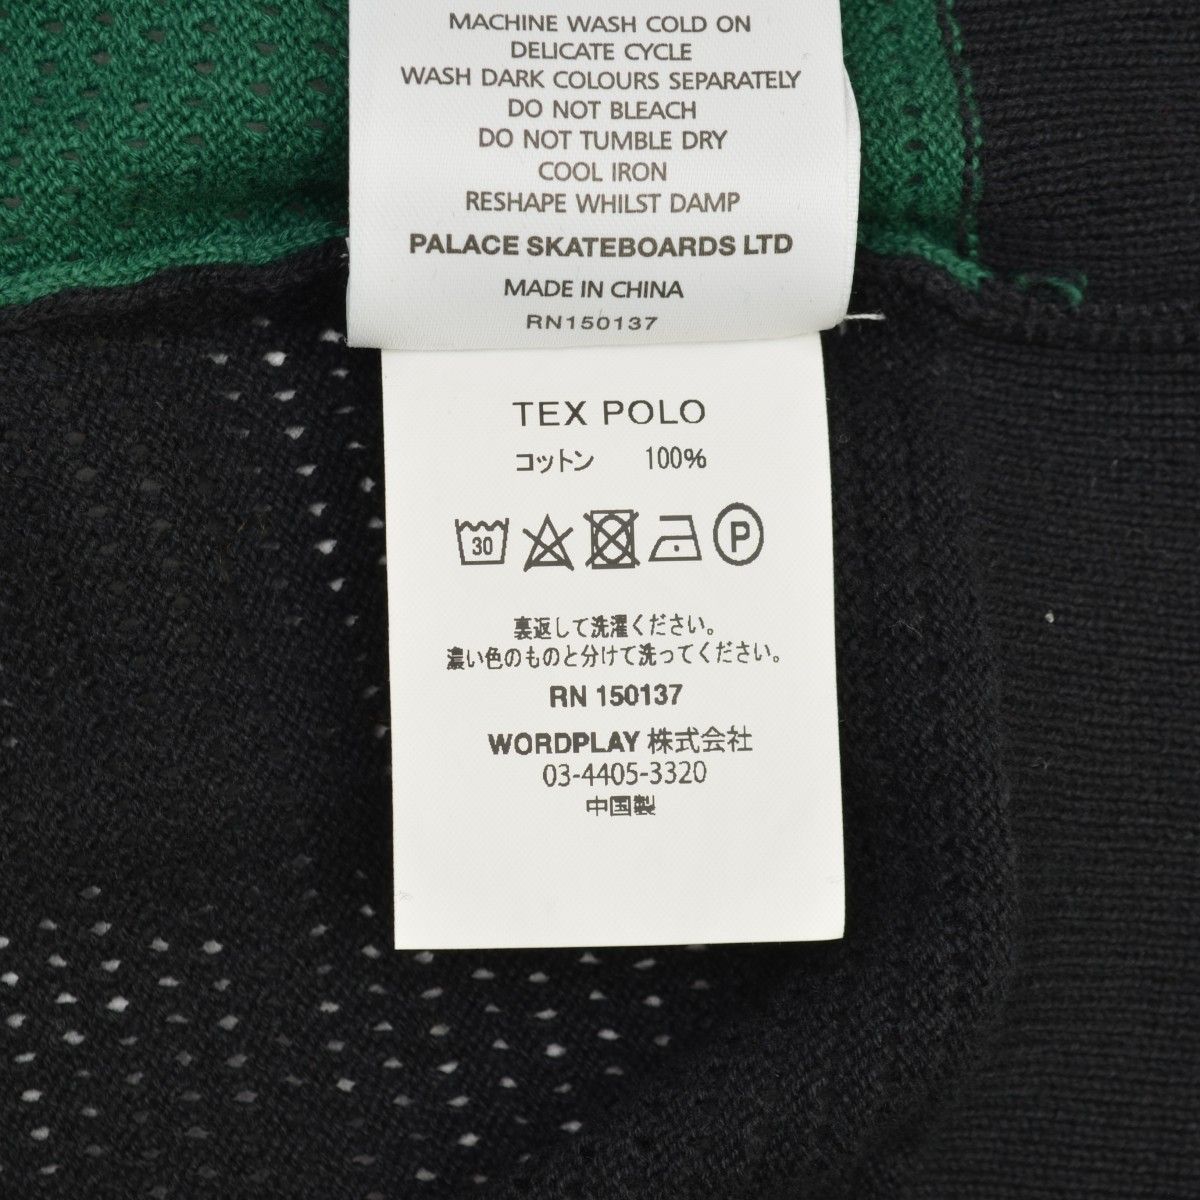 MACHINE WASH COLD ON
DELICATE CYCLE
WASH DARK COLOURS SEPARATELY
DO NOT BLEACH
DO NOT TUMBLE DRY
COOL IRON
RESHAPE WHILST DAMP
PALACE SKATEBOARDS LTD
MADE IN CHINA
RN150137
TEX POLO
コットン 100%
30 P
裏返して洗濯ください。
濃い色のものと分けて洗ってください。
RN 150137
WORDPLAY 株式会社
03-4405-3320
中国製